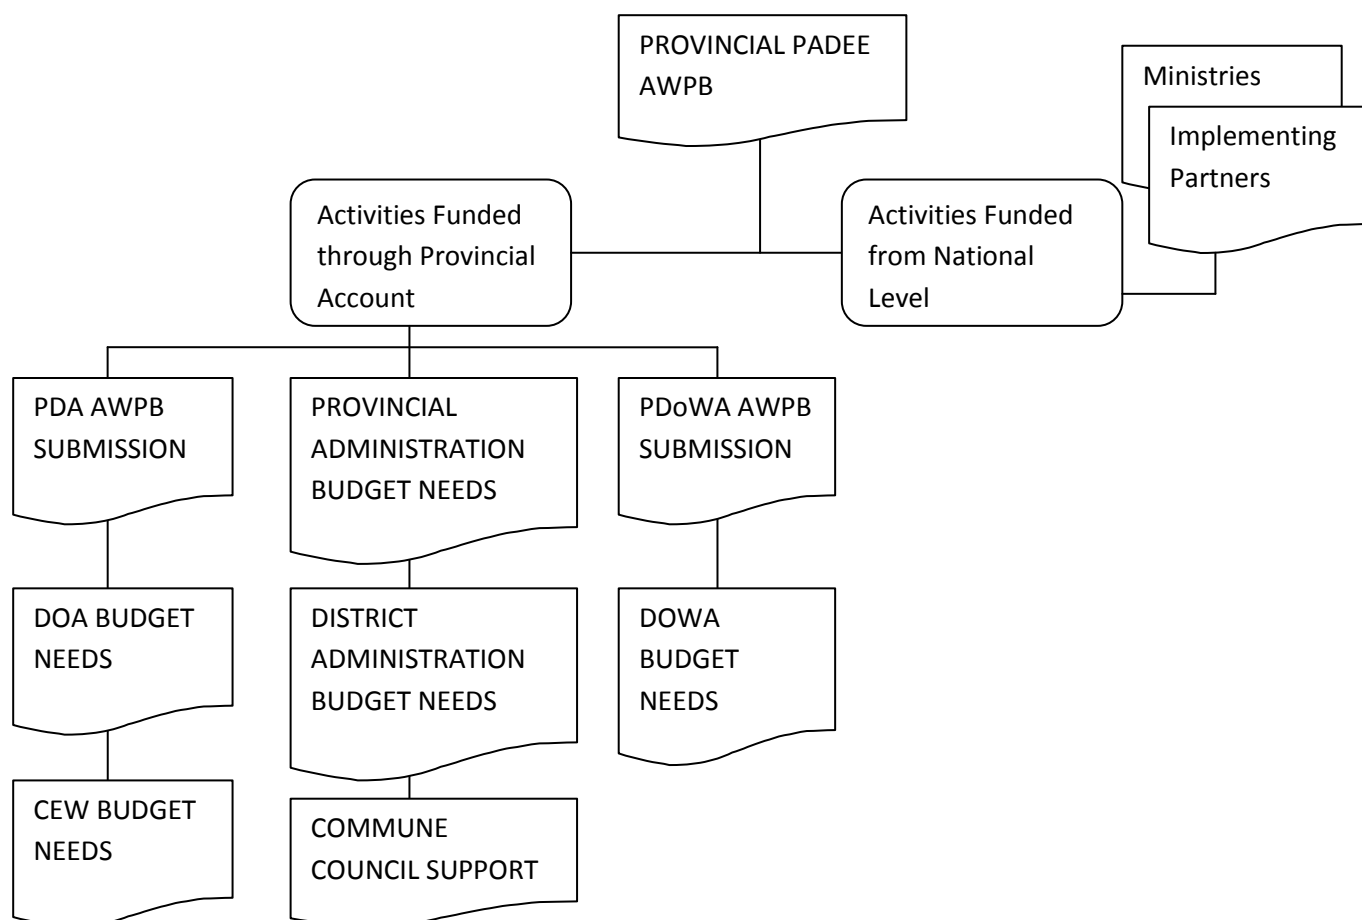 PROVINCIAL PADEE
AWPB
Ministries
Implementing
Partners
Activities Funded
through Provincial
Account
Activities Funded
from National
Level
PDA AWPB
SUBMISSION
PROVINCIAL
ADMINISTRATION
BUDGET NEEDS
PDoWA AWPB
SUBMISSION
DOA BUDGET
NEEDS
DISTRICT
ADMINISTRATION
BUDGET NEEDS
DOWA
BUDGET
NEEDS
CEW BUDGET
NEEDS
COMMUNE
COUNCIL SUPPORT